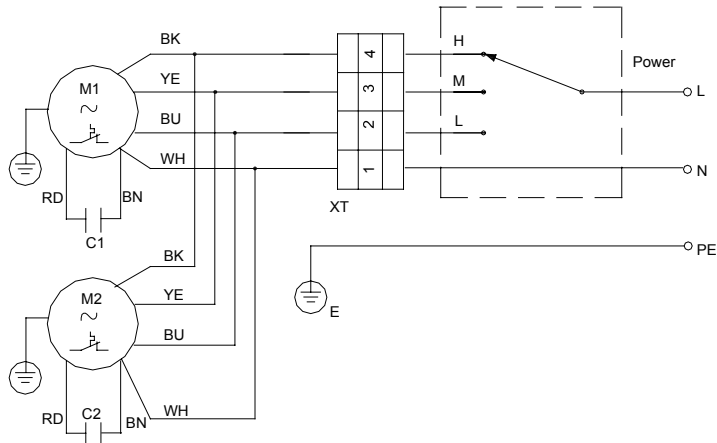 BK
H
4
Power
YE
M1
M
3
L
BU
L
2
WH
1
N
RD
BN
XT
C1
PE
BK
YE
M2
E
BU
C2
WH
RD
BN